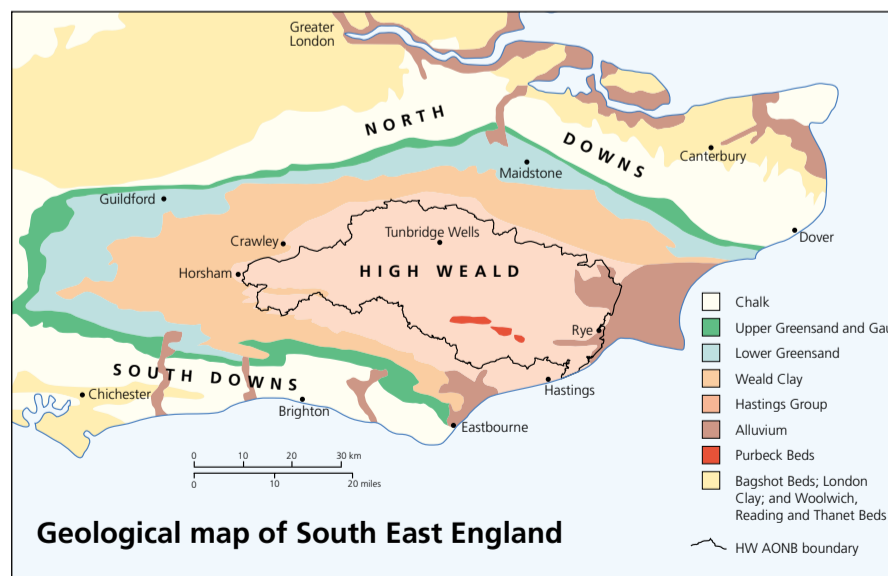 Greater
London
NORTH
DOWNS
Canterbury
Maidstone
Guildford
Dover
Crawley
Tunbridge Wells
Horsham
HIGH WEALD
Rye
SOUTH DOWNS
Chichester
Brighton
Hastings
Eastbourne
0 10 20 30 km
0 10 20 miles
Chalk
Upper Greensand and Gau
Lower Greensand
Weald Clay
Hastings Group
Alluvium
Purbeck Beds
Bagshot Beds; London
Clay; and Woolwich,
Reading and Thanet Beds
HW AONB boundary
Geological map of South East England